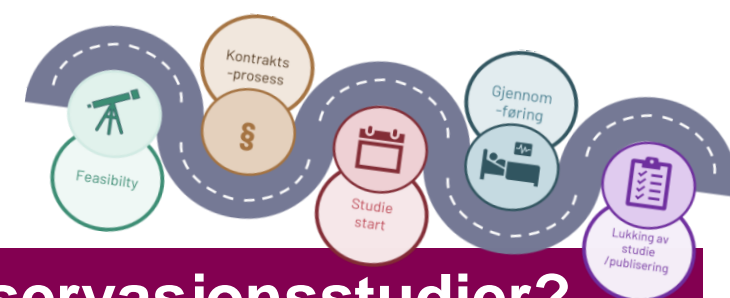 Kontrakts
-prosess
§
Feasibilty
Studie
start
Gjennom
-føring
Lukking av
studie
/publisering